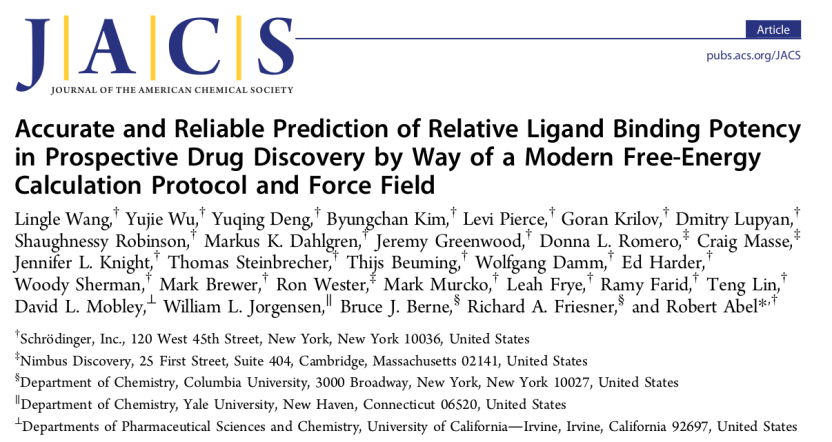 JACS
JOURNAL OF THE AMERICAN CHEMICAL SOCIETY
Article
pubs.acs.org/JACS
Accurate and Reliable Prediction of Relative Ligand Binding Potency
in Prospective Drug Discovery by Way of a Modern Free-Energy
Calculation Protocol and Force Field
Lingle Wang,† Yujie Wu,† Yuqing Deng,† Byungchan Kim,† Levi Pierce,† Goran Krilov,† Dmitry Lupyan,†
Shaughnessy Robinson,† Markus K. Dahlgren,† Jeremy Greenwood,† Donna L. Romero,‡ Craig Masse,‡
Jennifer L. Knight,† Thomas Steinbrecher,† Thijs Beuming,† Wolfgang Damm,† Ed Harder,†
Woody Sherman,† Mark Brewer,† Ron Wester,‡ Mark Murcko,† Leah Frye,† Ramy Farid,† Teng Lin,†
David L. Mobley,⊥ William L. Jorgensen,∥ Bruce J. Berne,§ Richard A. Friesner,§ and Robert Abel*,†
†Schrödinger, Inc., 120 West 45th Street, New York, New York 10036, United States
‡Nimbus Discovery, 25 First Street, Suite 404, Cambridge, Massachusetts 02141, United States
§Department of Chemistry, Columbia University, 3000 Broadway, New York, New York 10027, United States
∥Department of Chemistry, Yale University, New Haven, Connecticut 06520, United States
⊥Departments of Pharmaceutical Sciences and Chemistry, University of California—Irvine, Irvine, California 92697, United States